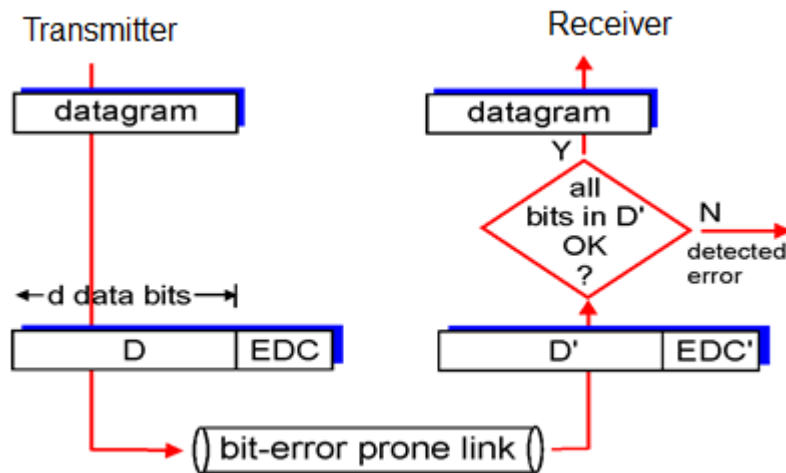 Transmitter
Receiver
datagram
datagram
Y
all
bits in D'
OK
?
N
detected
error
d data bits
D
EDC
D'
EDC'
bit-error prone link